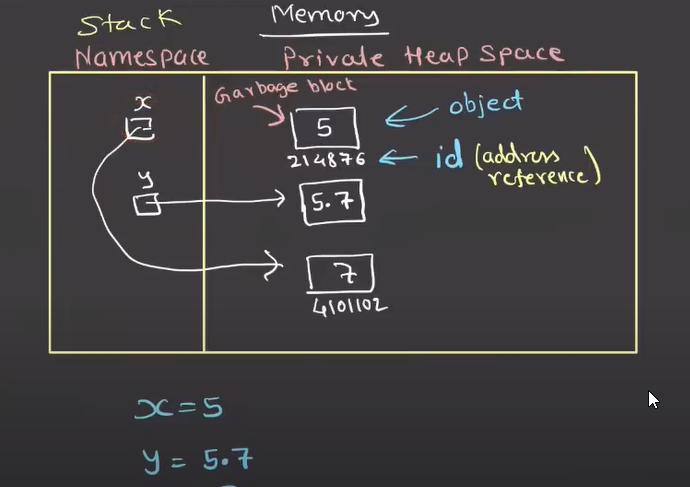 Stack
Memory
Namespace
Private Heap Space
Garbage block
x
5
object
214876
id (address reference)
y
5.7
7
4101102
x = 5
y = 5.7